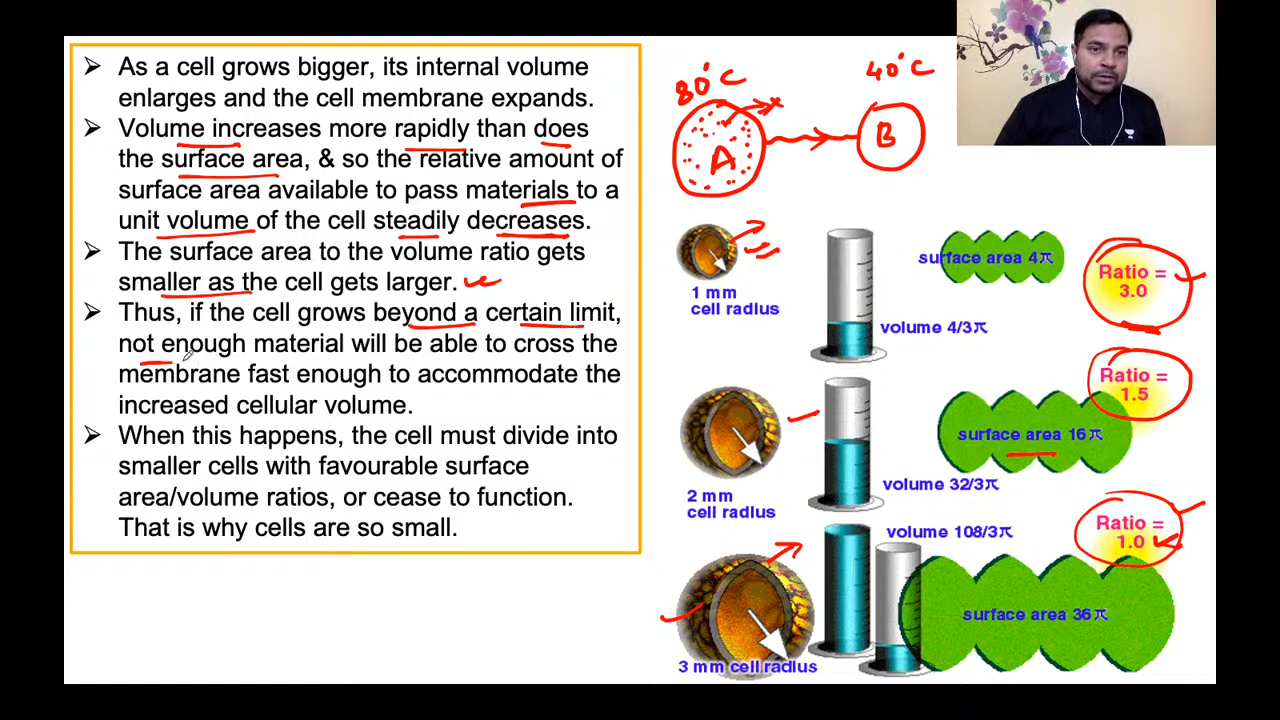 ➤ As a cell grows bigger, its internal volume
enlarges and the cell membrane expands.
➤ Volume increases more rapidly than does
the surface area, & so the relative amount of
surface area available to pass materials to a
unit volume of the cell steadily decreases.
➤ The surface area to the volume ratio gets
smaller as the cell gets larger.
➤ Thus, if the cell grows beyond a certain limit,
not enough material will be able to cross the
membrane fast enough to accommodate the
increased cellular volume.
➤ When this happens, the cell must divide into
smaller cells with favourable surface
area/volume ratios, or cease to function.
That is why cells are so small.
80°C
40°C
A
B
1 mm
cell radius
volume 4/3π
surface area 4π
Ratio =
3.0
2 mm
cell radius
volume 32/3π
surface area 16π
Ratio =
1.5
3 mm cell radius
volume 108/3π
surface area 36π
Ratio =
1.0